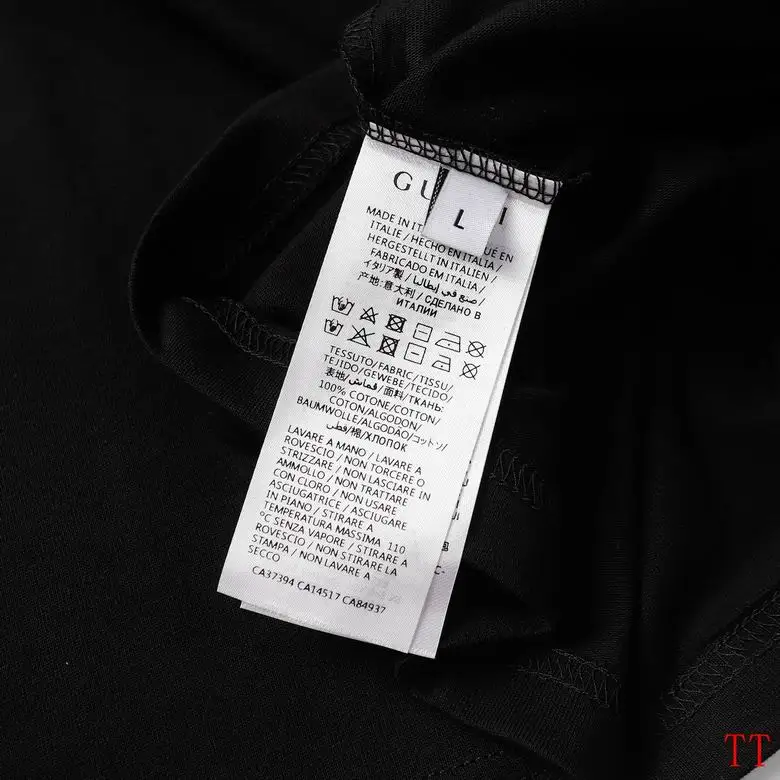 GU I
L
MADE IN IT UÉ EN
ITALIE / HECHO EN ITALIA /
HERGESTELLT IN ITALIEN /
FABRICADO EM ITALIA /
イタリア製 / صنع في إيطاليا /
产地: 意大利 / СДЕЛАНО В
ИТАЛИИ
TESSUTO / FABRIC / TISSU /
TEJIDO / GEWEBE / TECIDO /
表地 / قماش / 面料 / ТКАНЬ:
100% COTONE / COTTON /
COTON / ALGODON /
BAUMWOLLE / ALGODÃO / コットン /
قطن / 棉 / ХЛОПОК
LAVARE A MANO / LAVARE A
ROVESCIO / NON TORCERE O
STRIZZARE / NON LASCIARE IN
AMMOLLO / NON TRATTARE
CON CLORO / NON USARE
ASCIUGATRICE / ASCIUGARE
IN PIANO / STIRARE A
TEMPERATURA MASSIMA 110
°C SENZA VAPORE / STIRARE A
ROVESCIO / NON STIRARE LA
STAMPA / NON LAVARE A
SECCO
CA37394 CA14517 CA84937
TT